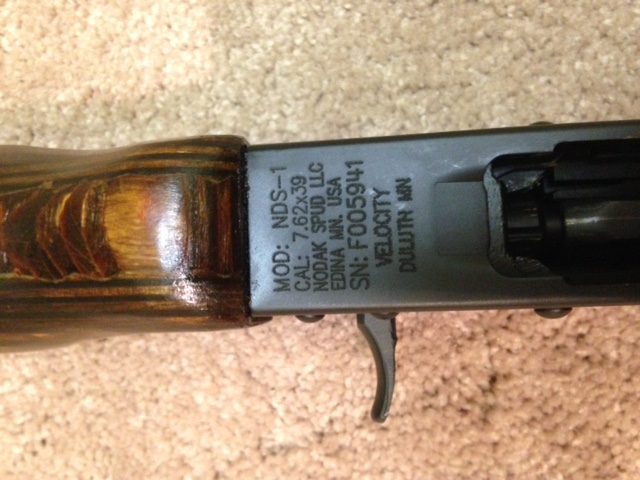 MOD: NDS-1
CAL: 7.62x39
NODAK SPUD LLC
EDINA MN. USA
SN: F005941
VELOCITY
DULUTH MN